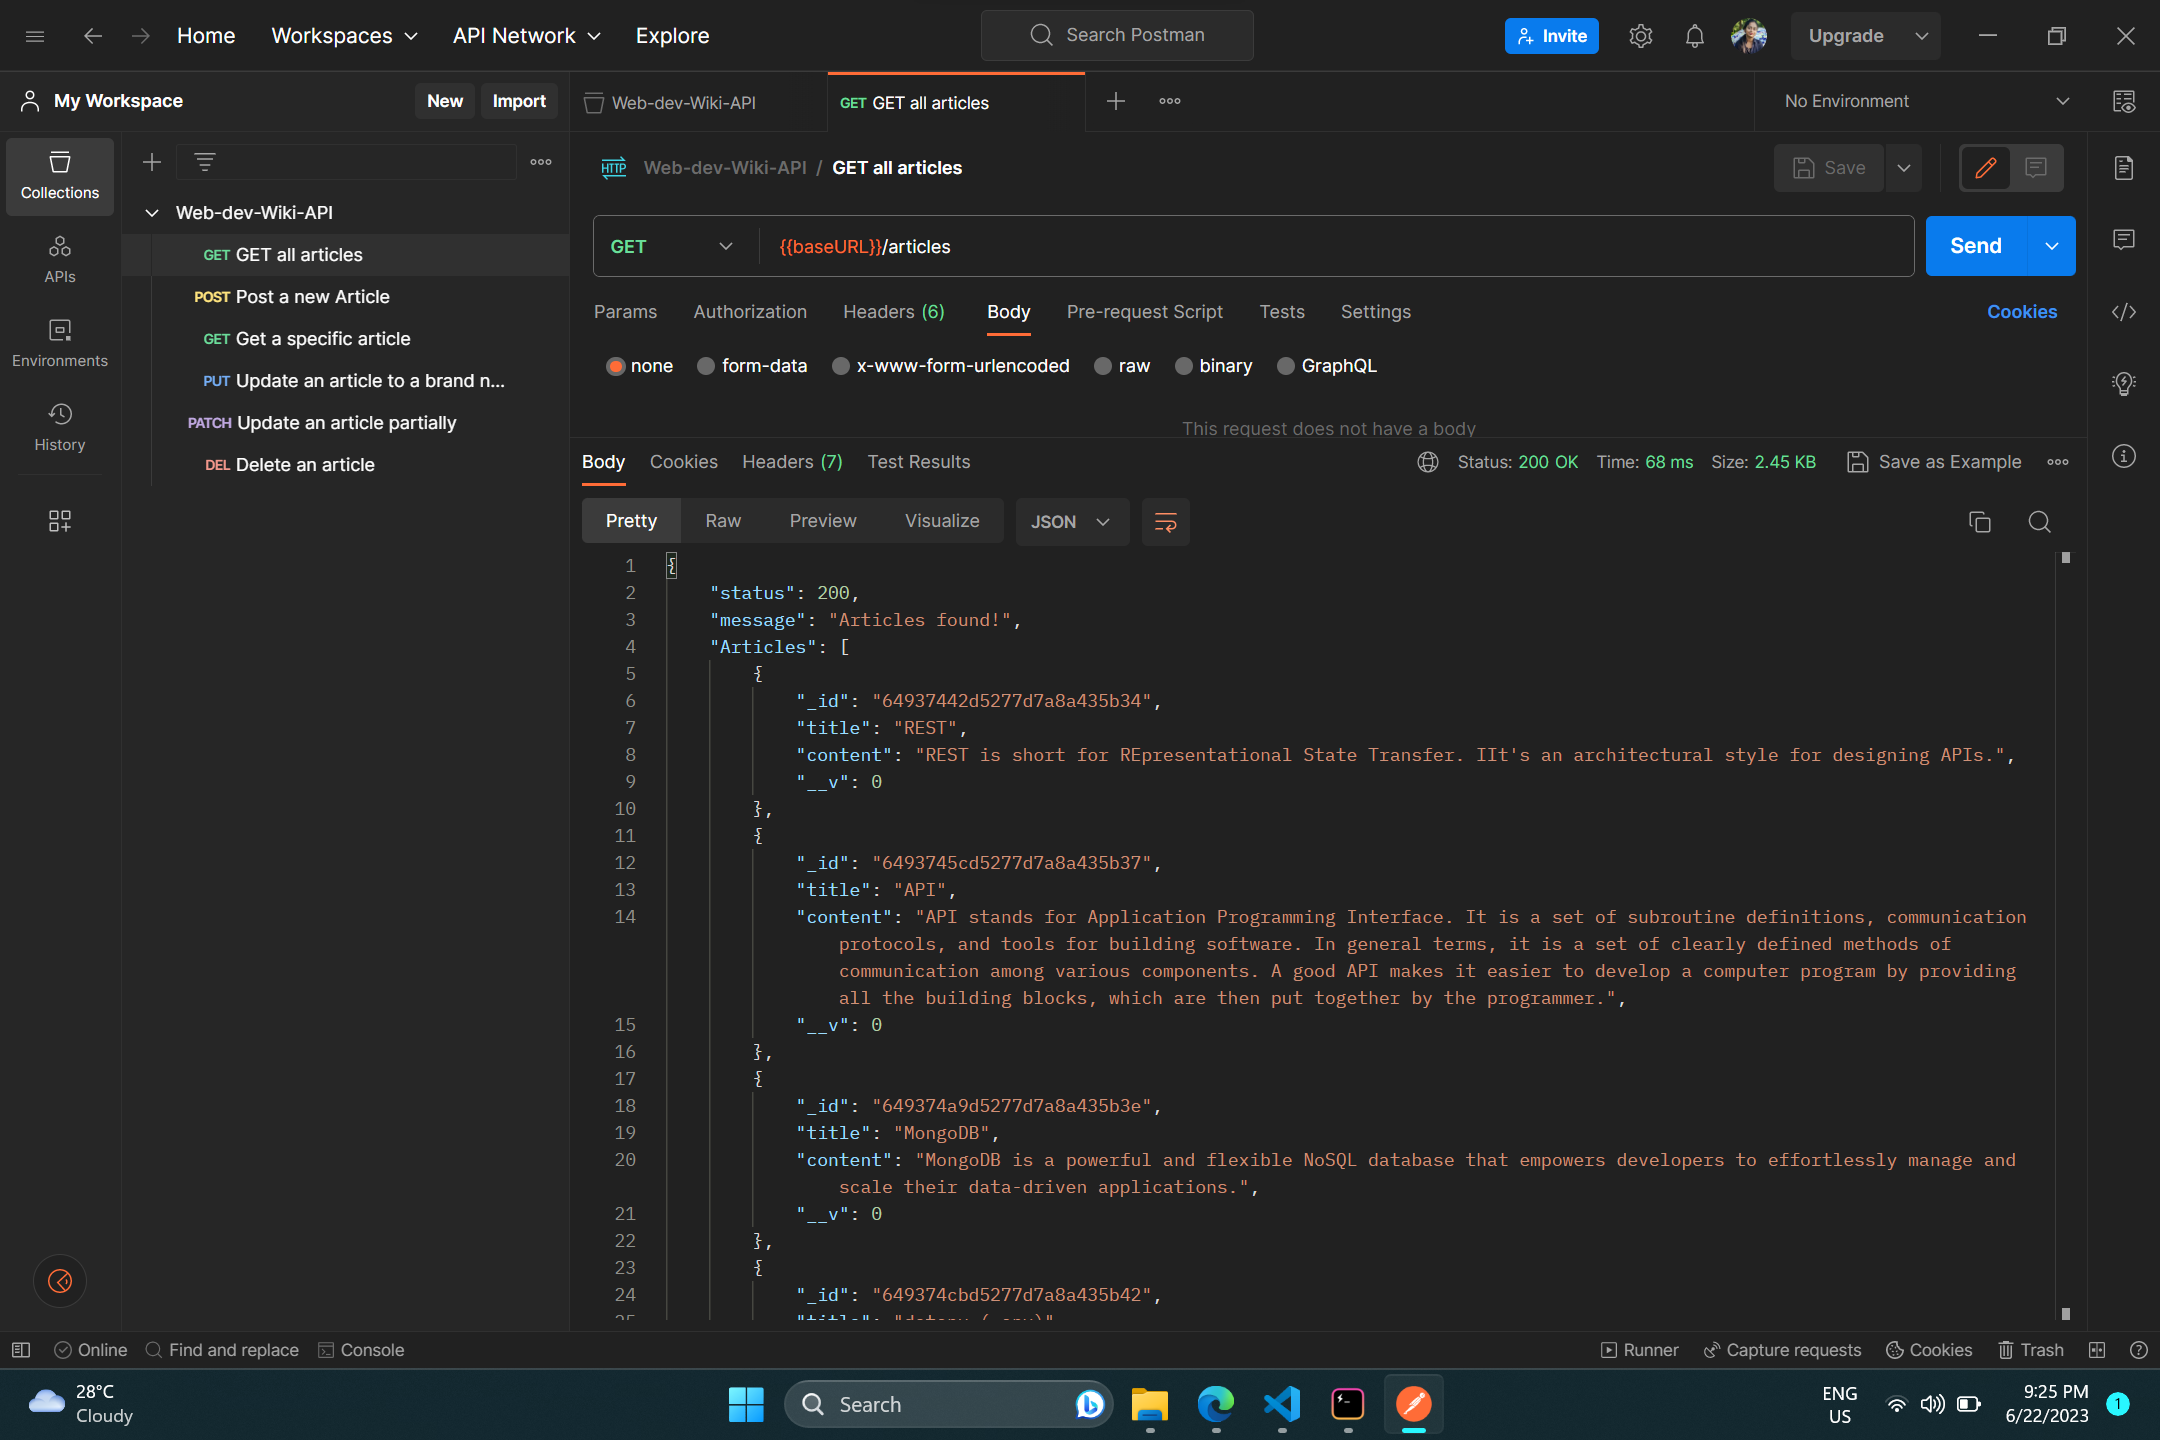 Home Workspaces API Network Explore Search Postman Invite Upgrade
My Workspace New Import Web-dev-Wiki-API GET GET all articles No Environment
Collections
APIs
Environments
History
Web-dev-Wiki-API
GET GET all articles
POST Post a new Article
GET Get a specific article
PUT Update an article to a brand n...
PATCH Update an article partially
DEL Delete an article
HTTP Web-dev-Wiki-API / GET all articles Save
GET {{baseURL}}/articles Send
Params Authorization Headers (6) Body Pre-request Script Tests Settings Cookies
none form-data x-www-form-urlencoded raw binary GraphQL
This request does not have a body
Body Cookies Headers (7) Test Results Status: 200 OK Time: 68 ms Size: 2.45 KB Save as Example
Pretty Raw Preview Visualize JSON
1 {
2 "status": 200,
3 "message": "Articles found!",
4 "Articles": [
5 {
6 "_id": "64937442d5277d7a8a435b34",
7 "title": "REST",
8 "content": "REST is short for REpresentational State Transfer. IIt's an architectural style for designing APIs.",
9 "__v": 0
10 },
11 {
12 "_id": "6493745cd5277d7a8a435b37",
13 "title": "API",
14 "content": "API stands for Application Programming Interface. It is a set of subroutine definitions, communication
protocols, and tools for building software. In general terms, it is a set of clearly defined methods of
communication among various components. A good API makes it easier to develop a computer program by providing
all the building blocks, which are then put together by the programmer.",
15 "__v": 0
16 },
17 {
18 "_id": "649374a9d5277d7a8a435b3e",
19 "title": "MongoDB",
20 "content": "MongoDB is a powerful and flexible NoSQL database that empowers developers to effortlessly manage and
scale their data-driven applications.",
21 "__v": 0
22 },
23 {
24 "_id": "649374cbd5277d7a8a435b42",
25 "title": "dotenv (.env)"
Online Find and replace Console Runner Capture requests Cookies Trash
28°C
Cloudy
Search
ENG
US
9:25 PM
6/22/2023
1